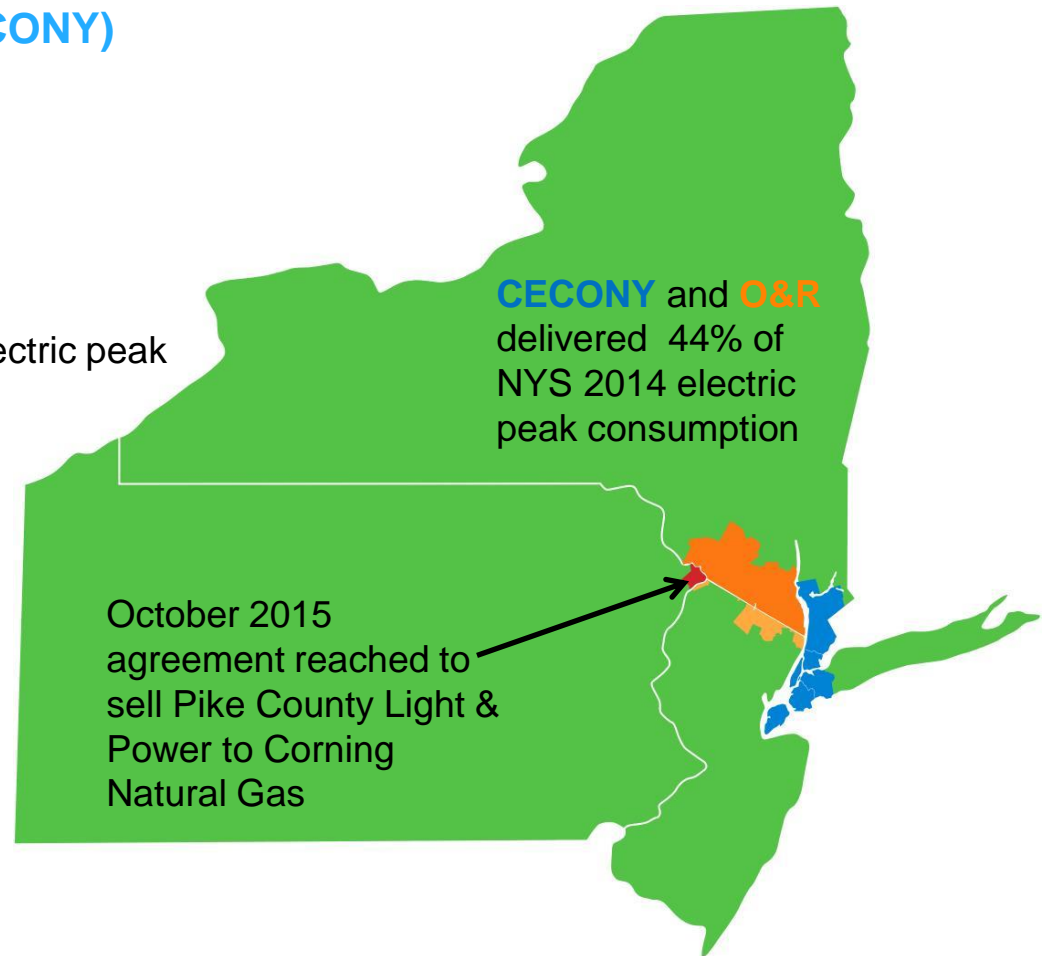 CONY)
CECONY and O&R
delivered 44% of
ectric peak
NYS 2014 electric
peak consumption
October 2015
agreement reached to
sell Pike County Light &
Power to Corning
Natural Gas